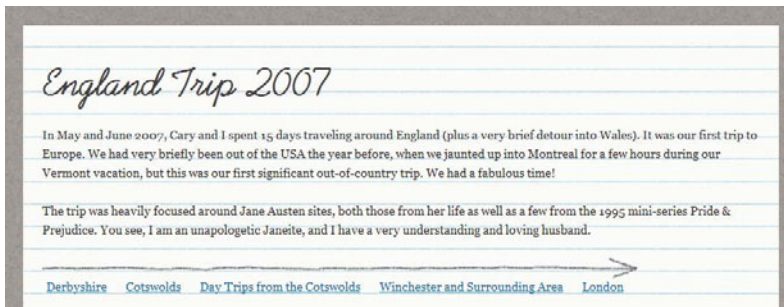 England Trip 2007
In May and June 2007, Cary and I spent 15 days traveling around England (plus a very brief detour into Wales). It was our first trip to
Europe. We had very briefly been out of the USA the year before, when we jaunted up into Montreal for a few hours during our
Vermont vacation, but this was our first significant out-of-country trip. We had a fabulous time!
The trip was heavily focused around Jane Austen sites, both those from her life as well as a few from the 1995 mini-series Pride &
Prejudice. You see, I am an unapologetic Janeite, and I have a very understanding and loving husband.
Derbyshire Cotswolds Day Trips from the Cotswolds Winchester and Surrounding Area London